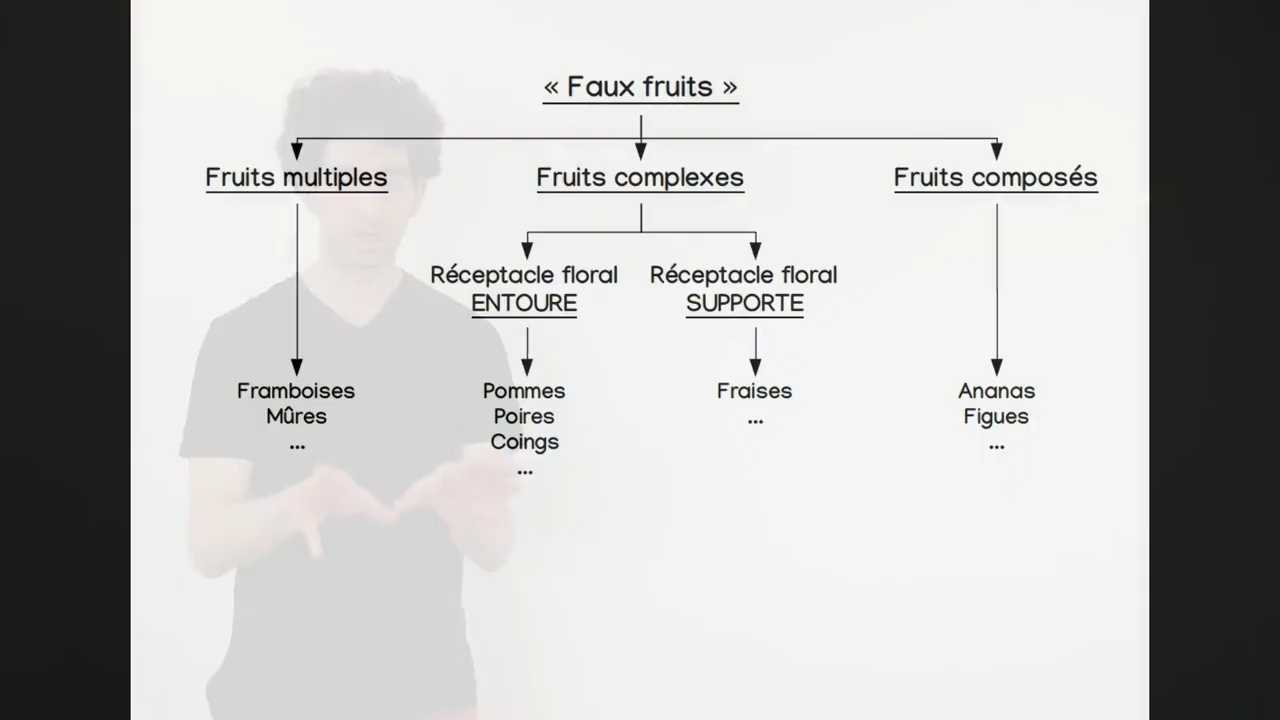 « Faux fruits »
Fruits multiples
Fruits complexes
Fruits composés
Réceptacle floral
ENTOURE
Réceptacle floral
SUPPORTE
Framboises
Mûres
...
Pommes
Poires
Coings
...
Fraises
...
Ananas
Figues
...